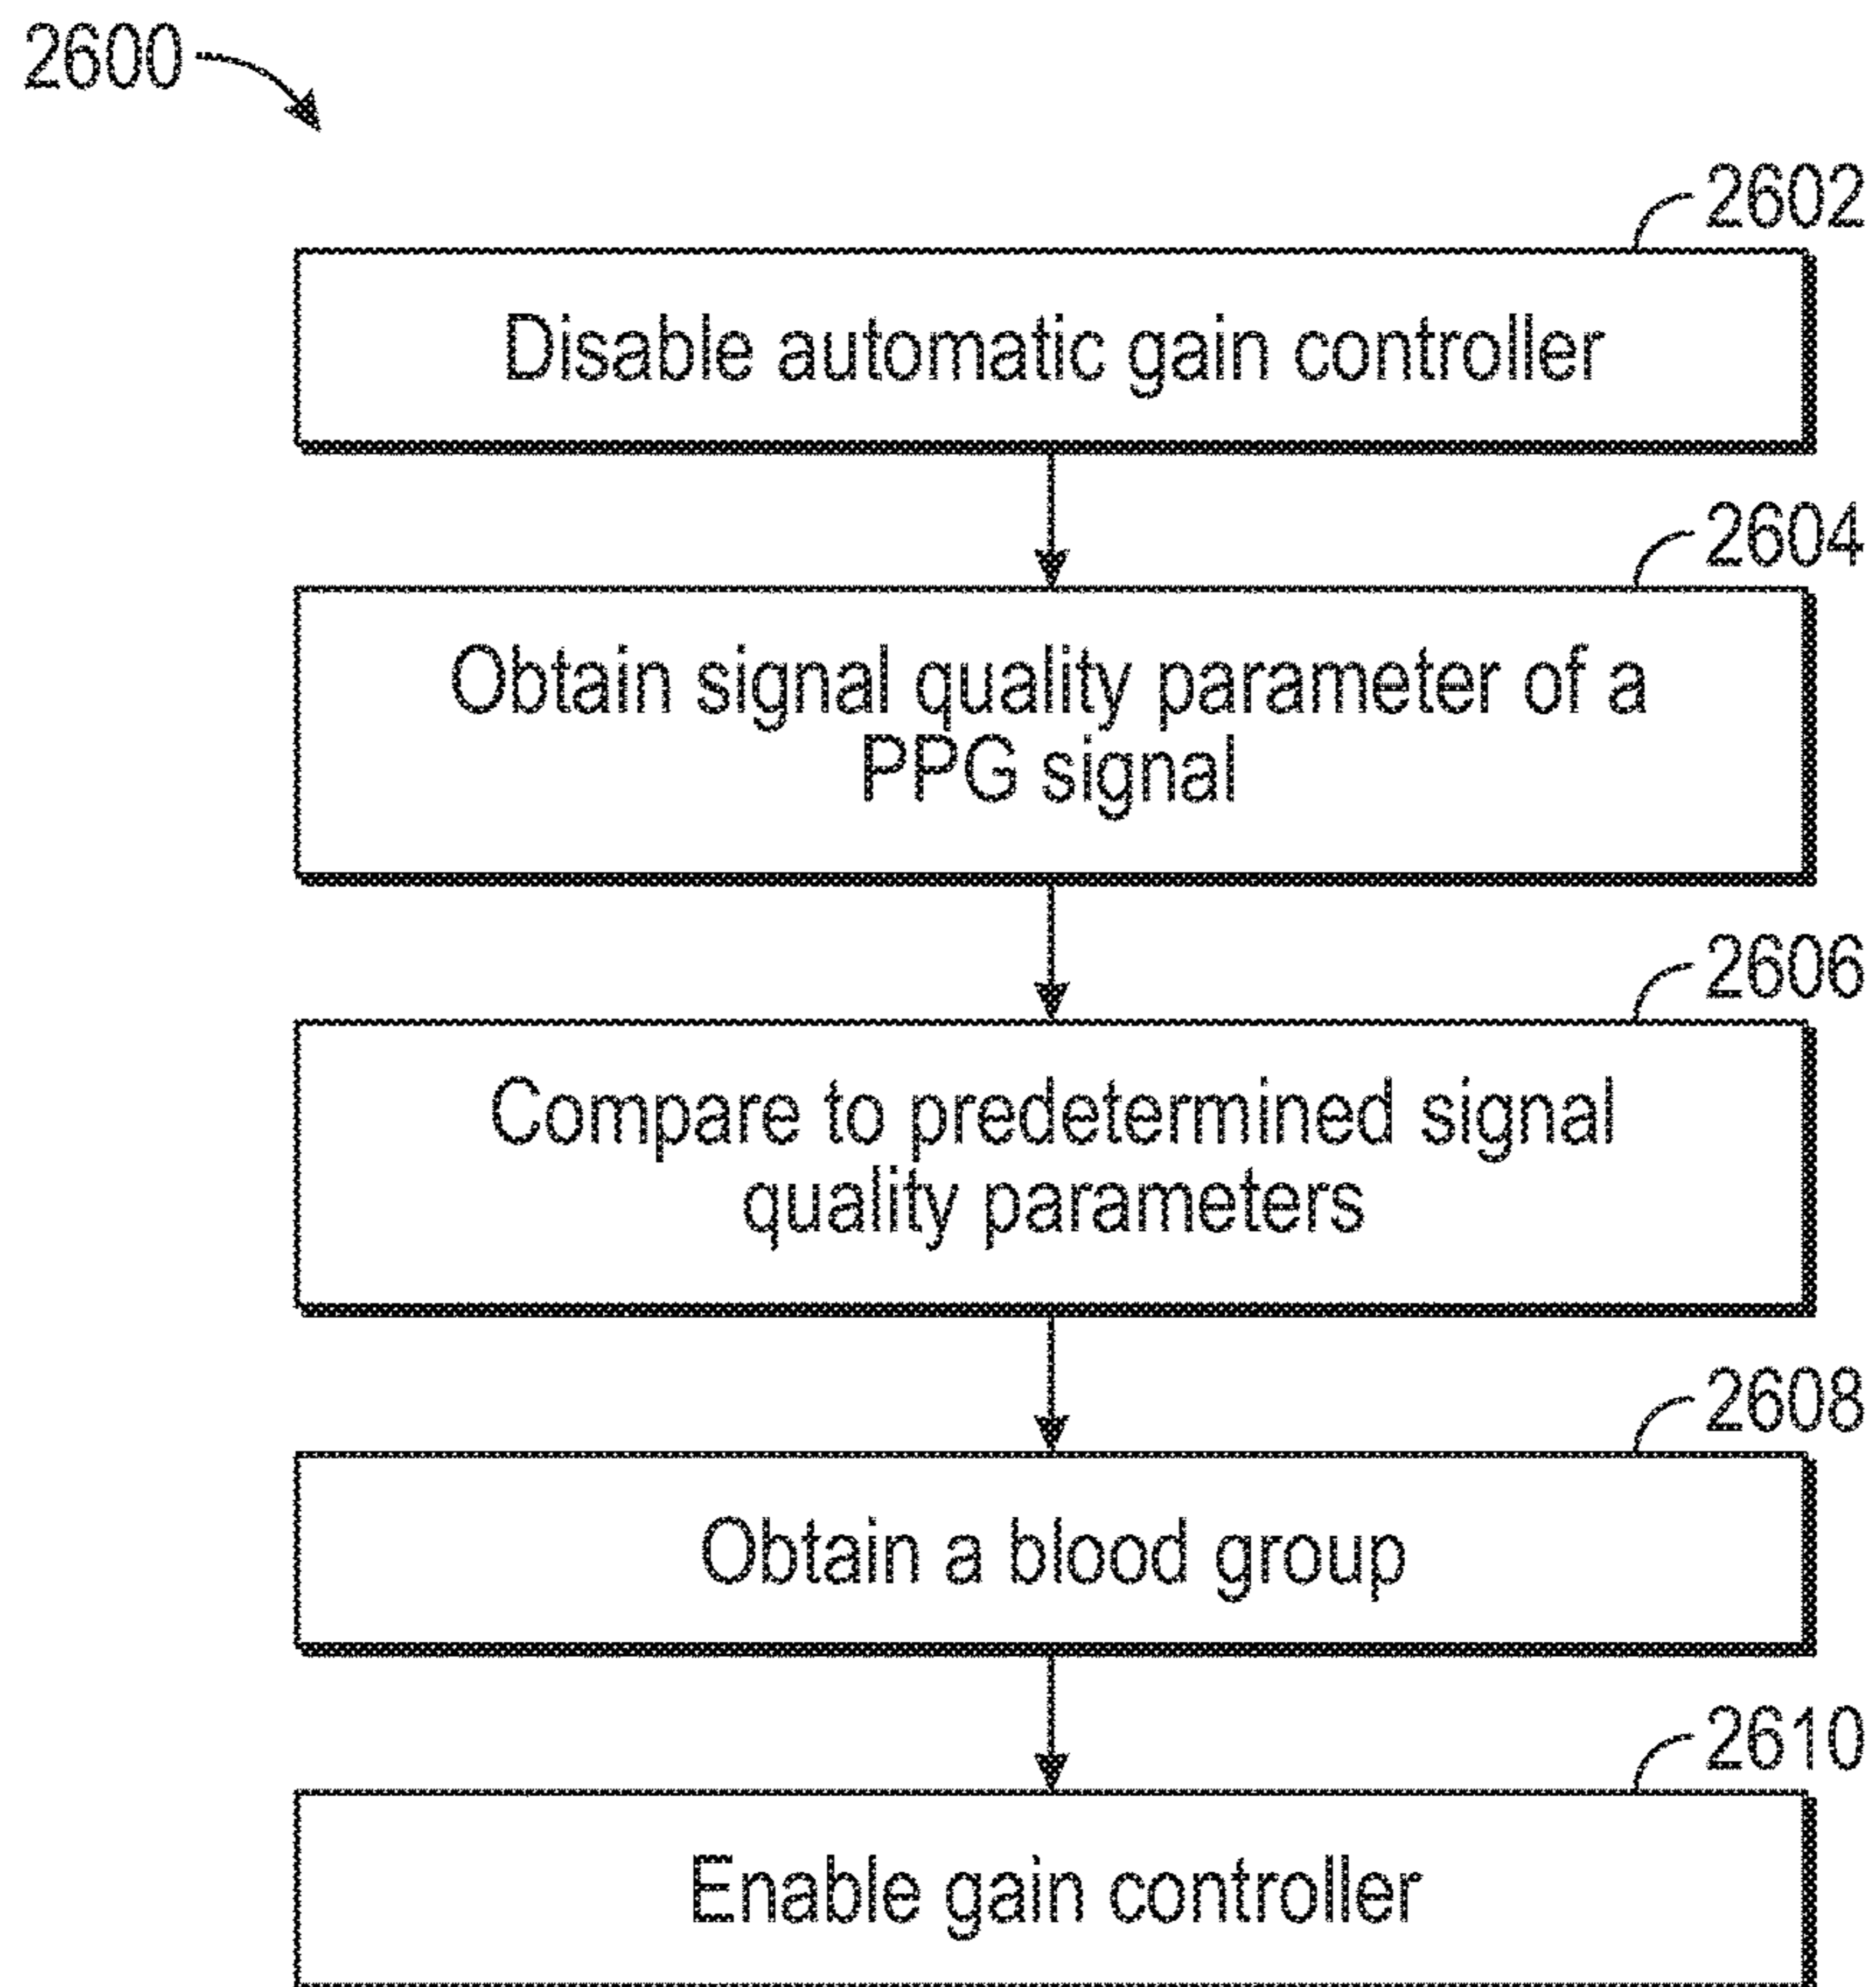 2600
2602
Disable automatic gain controller
2604
Obtain signal quality parameter of a
PPG signal
2606
Compare to predetermined signal
quality parameters
2608
Obtain a blood group
2610
Enable gain controller